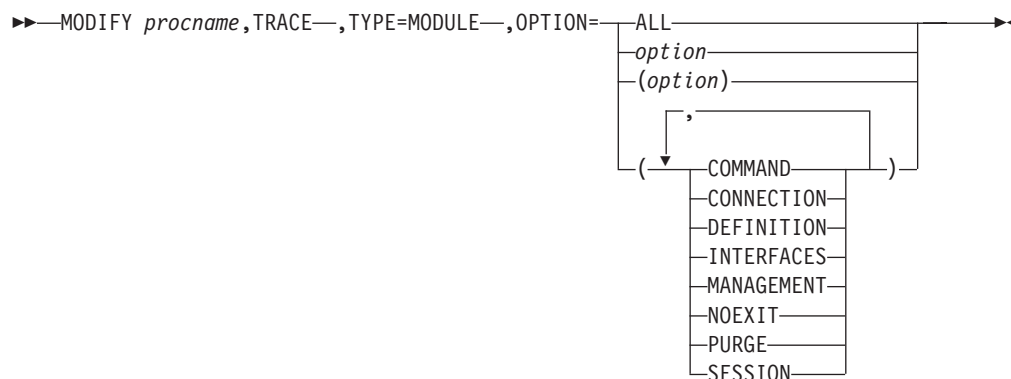 MODIFY procname,TRACE ,TYPE=MODULE ,OPTION= ALL
option
(option)
,
( COMMAND )
CONNECTION
DEFINITION
INTERFACES
MANAGEMENT
NOEXIT
PURGE
SESSION